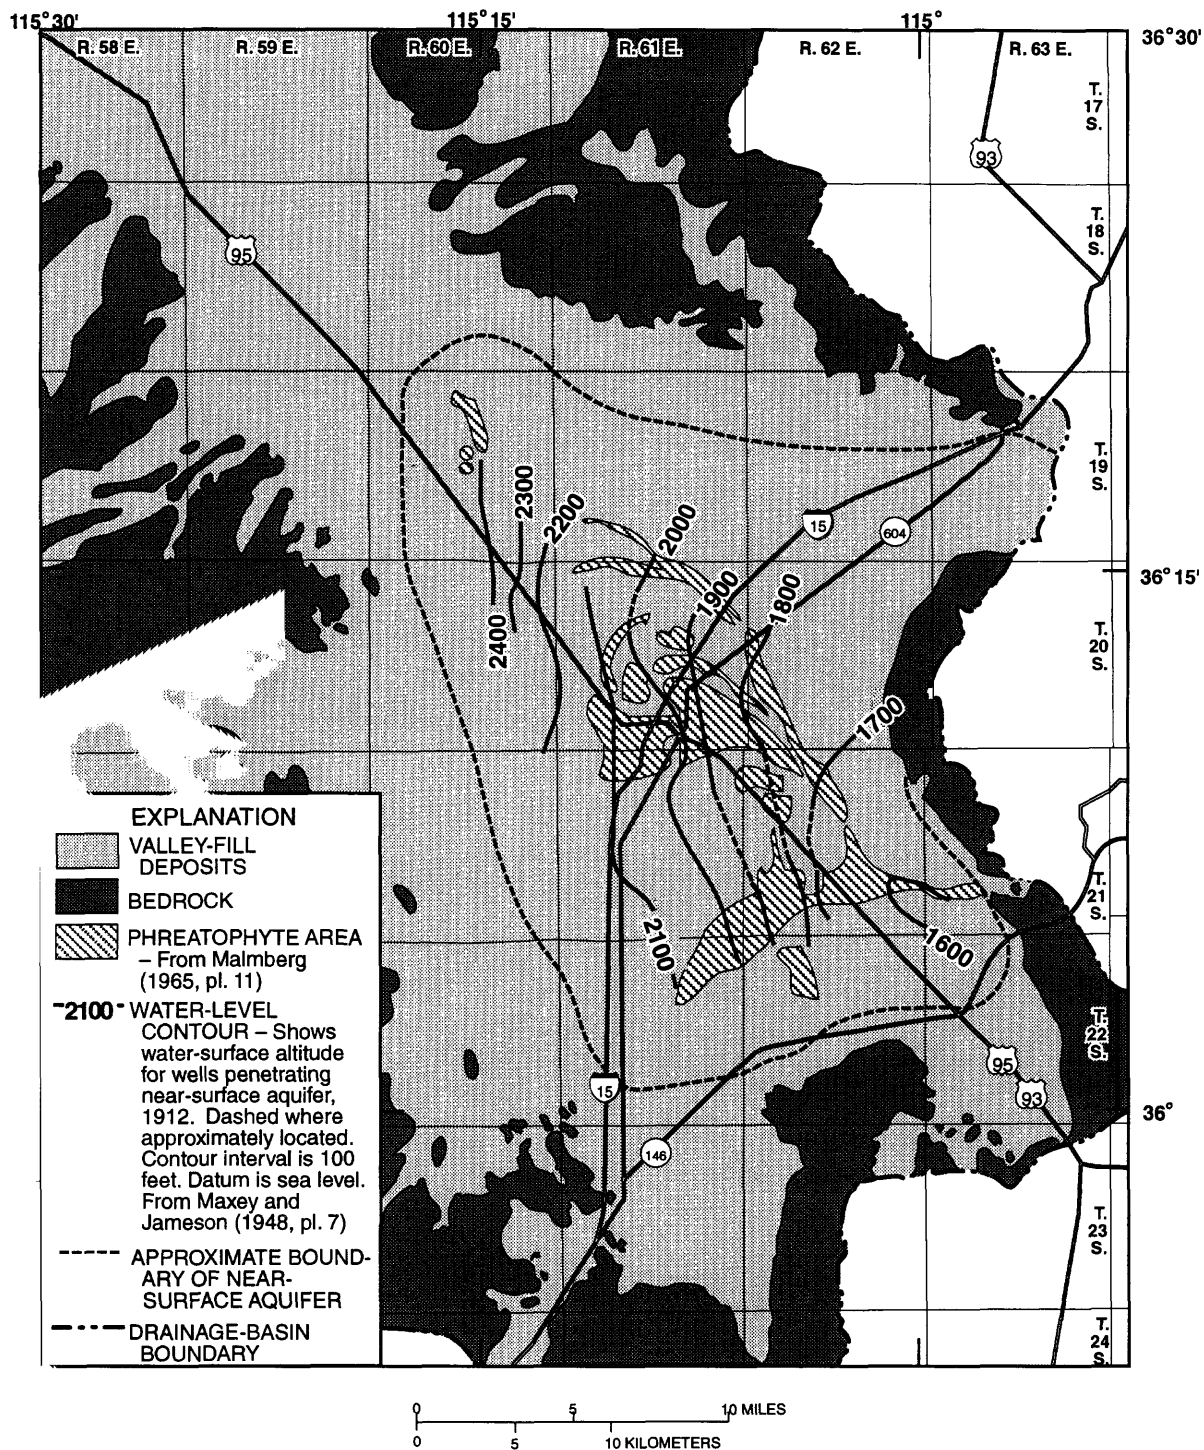 115° 30'
115° 15'
115°
36° 30'
R. 58 E.
R. 59 E.
R. 60 E.
R. 61 E.
R. 62 E.
R. 63 E.
T.
17
S.
93
T.
18
S.
95
T.
19
S.
2300
2200
2000
15
604
36° 15'
1900
1800
2400
T.
20
S.
1700
EXPLANATION
VALLEY-FILL
DEPOSITS
BEDROCK
PHREATOPHYTE AREA
– From Malmberg
(1965, pl. 11)
2100
WATER-LEVEL
CONTOUR – Shows
water-surface altitude
for wells penetrating
near-surface aquifer,
1912. Dashed where
approximately located.
Contour interval is 100
feet. Datum is sea level.
From Maxey and
Jameson (1948, pl. 7)
APPROXIMATE BOUND-
ARY OF NEAR-
SURFACE AQUIFER
DRAINAGE-BASIN
BOUNDARY
T.
21
S.
2100
1600
T.
22
S.
95
93
15
36°
146
T.
23
S.
T.
24
S.
0 5 10 MILES
0 5 10 KILOMETERS